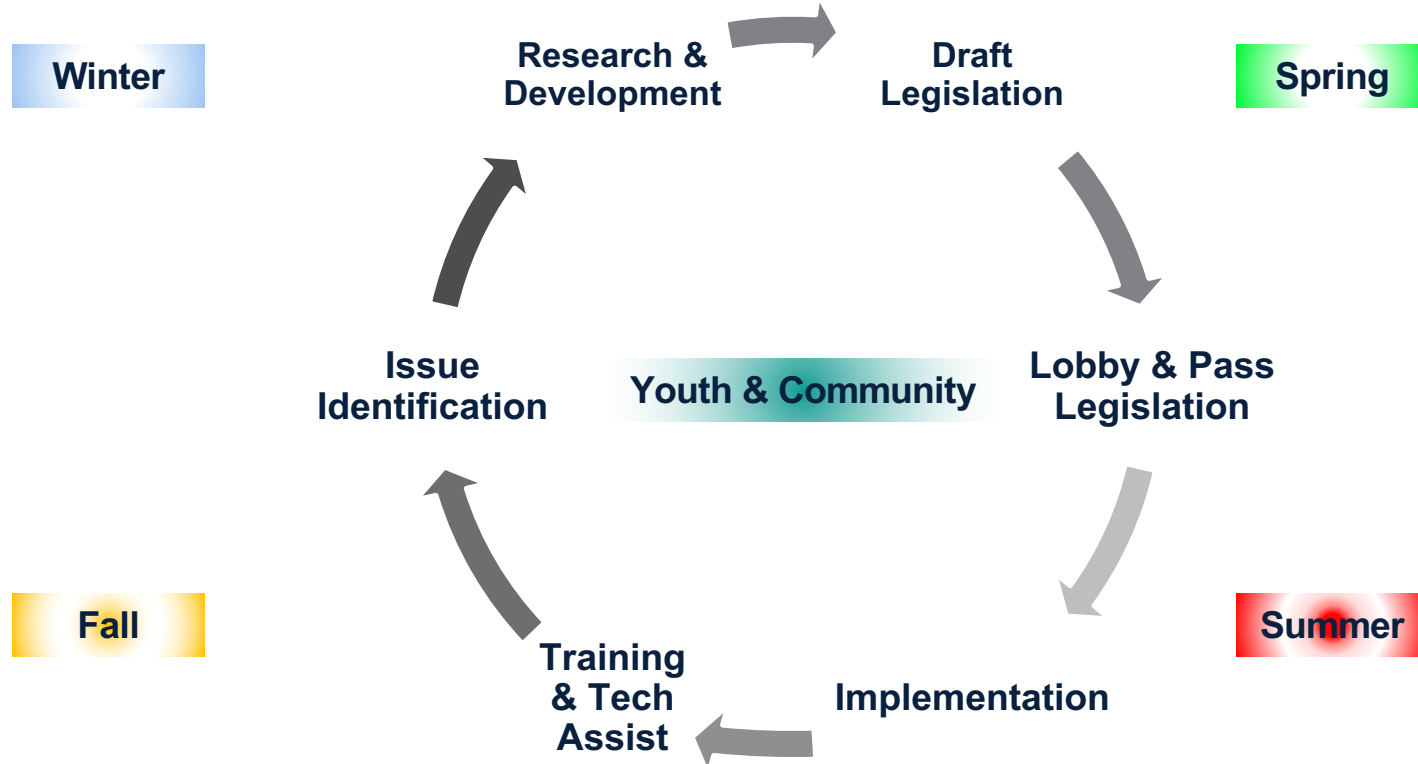 Winter
Research &
Development
Draft
Legislation
Spring
Issue
Identification
Youth & Community
Lobby & Pass
Legislation
Fall
Training
& Tech
Assist
Implementation
Summer